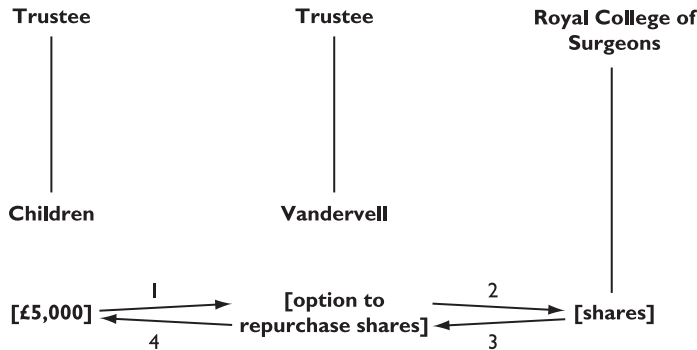 Trustee
Trustee
Royal College of
Surgeons
Children
Vandervell
1
2
[£5,000]
[option to
repurchase shares]
[shares]
4
3